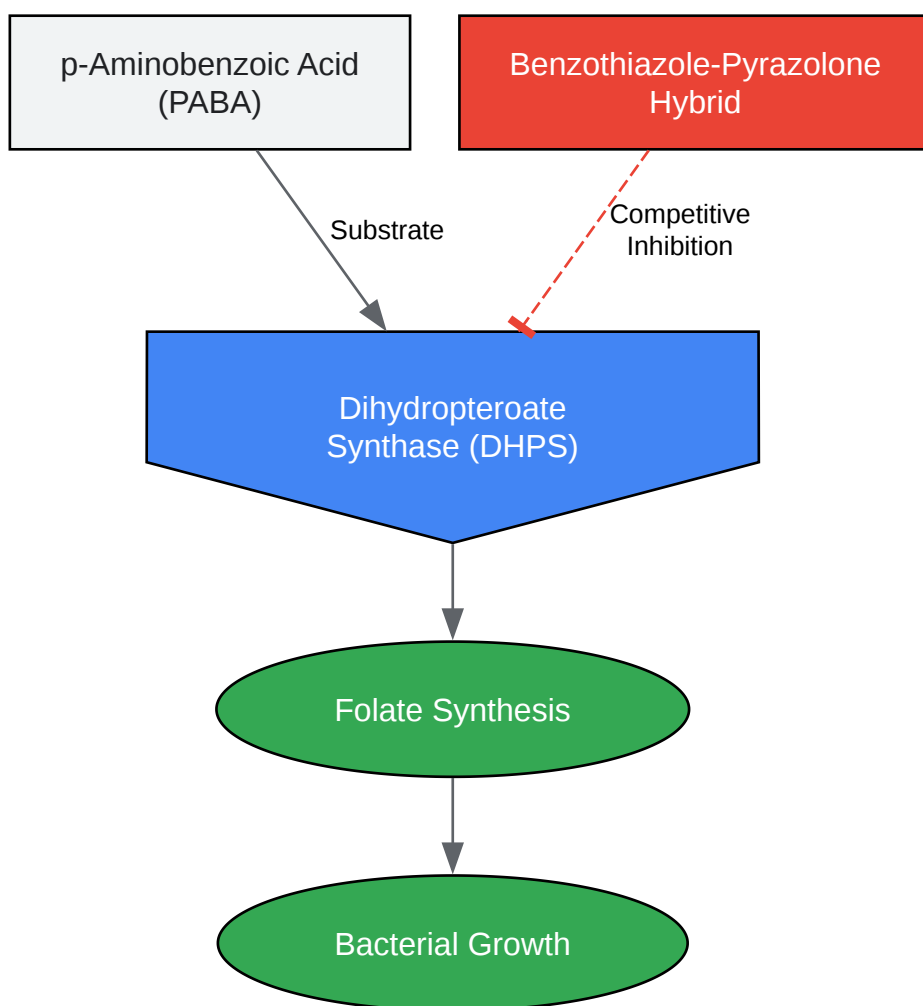 p-Aminobenzoic Acid
(PABA)
Benzothiazole-Pyrazolone
Hybrid
Substrate
Competitive
Inhibition
Dihydropteroate
Synthase (DHPS)
Folate Synthesis
Bacterial Growth